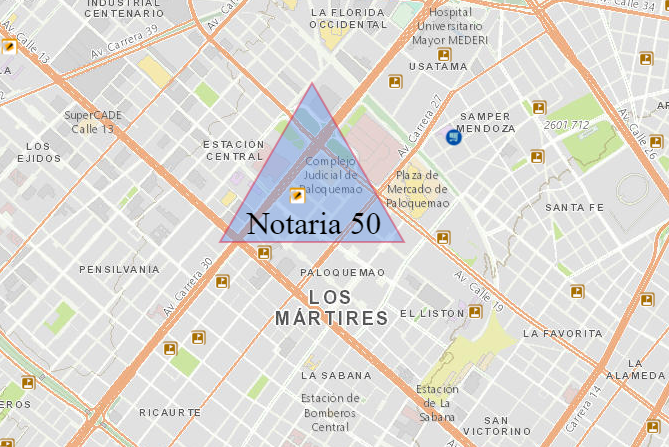 INDUSTRIAL
CENTENARIO
Av. Carrera 39
Av. Calle 13
LA FLORIDA
OCCIDENTAL
Hospital
Universitario
Mayor MEDERI
USATAMA
Av. Calle 34
LA
SuperCADE
Calle 13
LOS
EJIDOS
ESTACIÓN
CENTRAL
Av. Carrera 27
SAMPER
MENDOZA
2601 712
Av. Calle 26
Complejo
Judicial de
Paloquemao
Plaza de
Mercado de
Paloquemao
SANTA FE
Notaria 50
PENSILVANIA
Av. Carrera 30
PALOQUEMAO
Av. Calle 19
LOS
MÁRTIRES
EL LISTON
LA FAVORITA
LA
ALAMEDA
LA SABANA
Estación de
Bomberos
Central
Estación
de La
Sabana
Av. Carrera 14
EROS
RICAURTE
SAN
VICTORINO